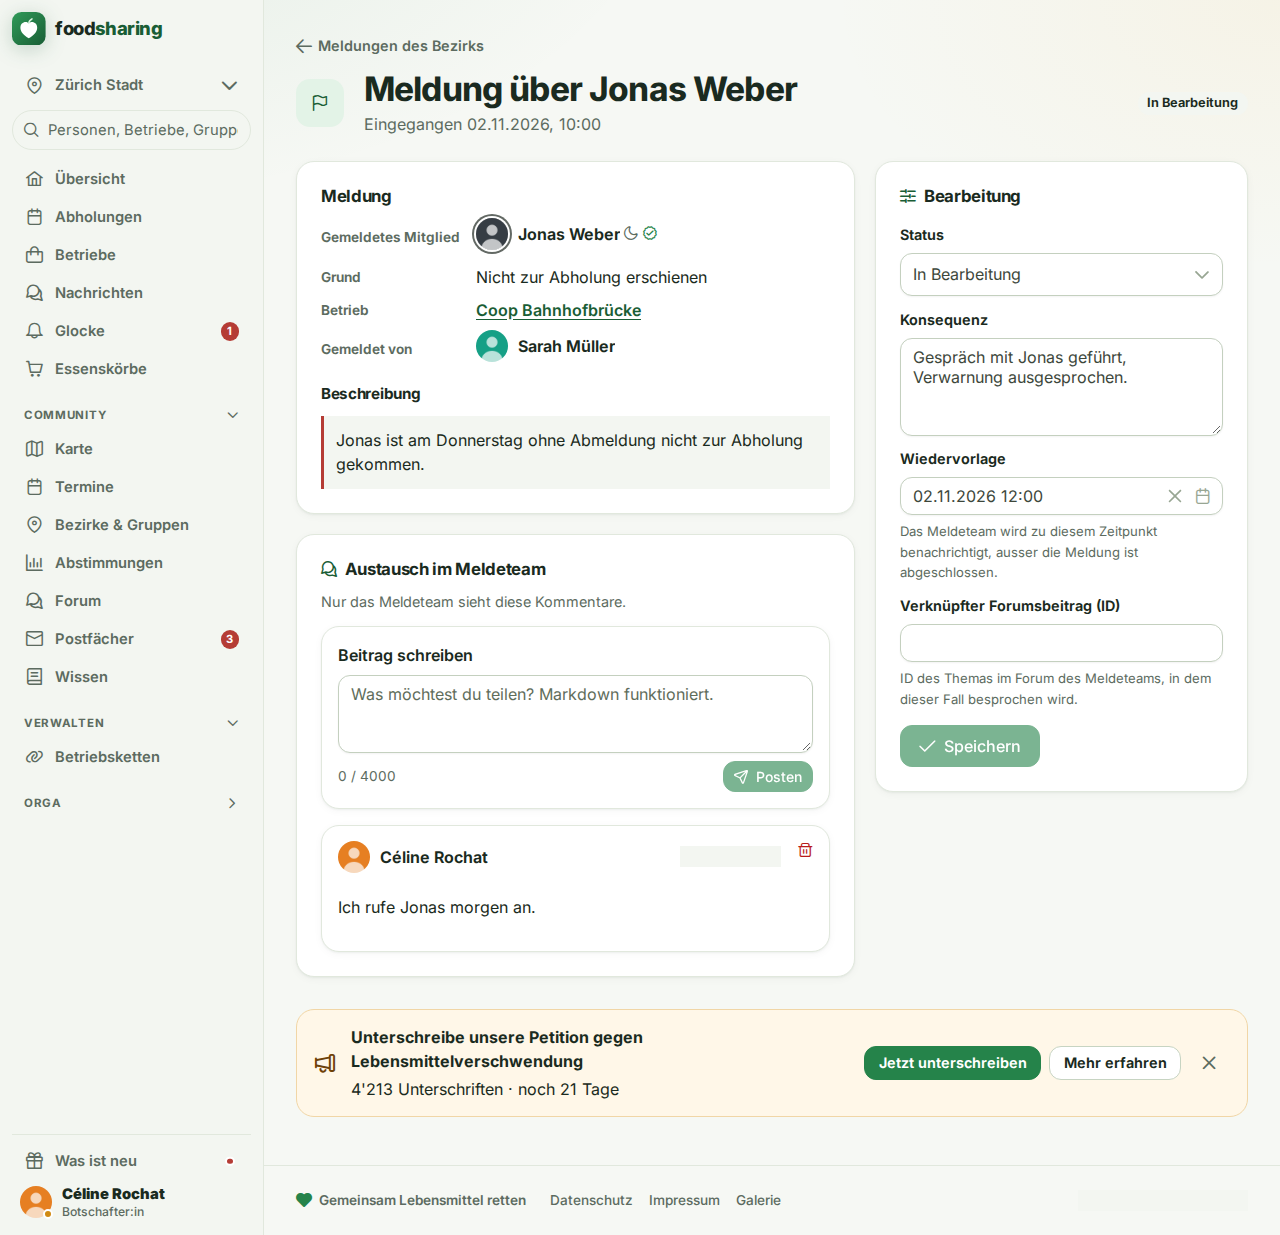 foodsharing
Zürich Stadt
Personen, Betriebe, Grupp
Übersicht
Abholungen
Betriebe
Nachrichten
Glocke 1
Essenskörbe
COMMUNITY
Karte
Termine
Bezirke & Gruppen
Abstimmungen
Forum
Postfächer 3
Wissen
VERWALTEN
Betriebsketten
ORGA
Was ist neu
Céline Rochat
Botschafter:in
Meldungen des Bezirks
Meldung über Jonas Weber
Eingegangen 02.11.2026, 10:00
In Bearbeitung
Meldung
Gemeldetes Mitglied Jonas Weber
Grund Nicht zur Abholung erschienen
Betrieb Coop Bahnhofbrücke
Gemeldet von Sarah Müller
Beschreibung
Jonas ist am Donnerstag ohne Abmeldung nicht zur Abholung
gekommen.
Austausch im Meldeteam
Nur das Meldeteam sieht diese Kommentare.
Beitrag schreiben
Was möchtest du teilen? Markdown funktioniert.
0 / 4000 Posten
Céline Rochat
Ich rufe Jonas morgen an.
Bearbeitung
Status
In Bearbeitung
Konsequenz
Gespräch mit Jonas geführt,
Verwarnung ausgesprochen.
Wiedervorlage
02.11.2026 12:00
Das Meldeteam wird zu diesem Zeitpunkt
benachrichtigt, ausser die Meldung ist
abgeschlossen.
Verknüpfter Forumsbeitrag (ID)
ID des Themas im Forum des Meldeteams, in dem
dieser Fall besprochen wird.
Speichern
Unterschreibe unsere Petition gegen
Lebensmittelverschwendung
4'213 Unterschriften · noch 21 Tage
Jetzt unterschreiben Mehr erfahren
Gemeinsam Lebensmittel retten Datenschutz Impressum Galerie